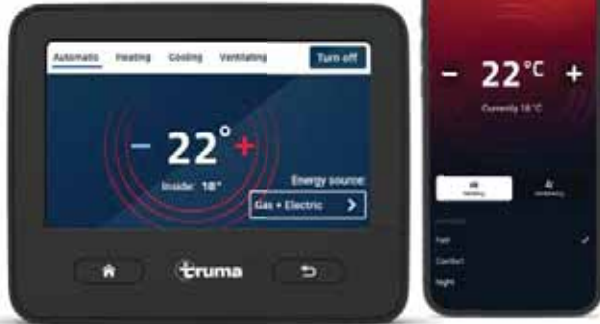 Automatic Heating Cooling Ventilating Turn off
− 22° +
Inside: 18°
Energy source:
Gas + Electric >
truma
− 22°C +
Currently 18°C
Fast
Comfort
Night